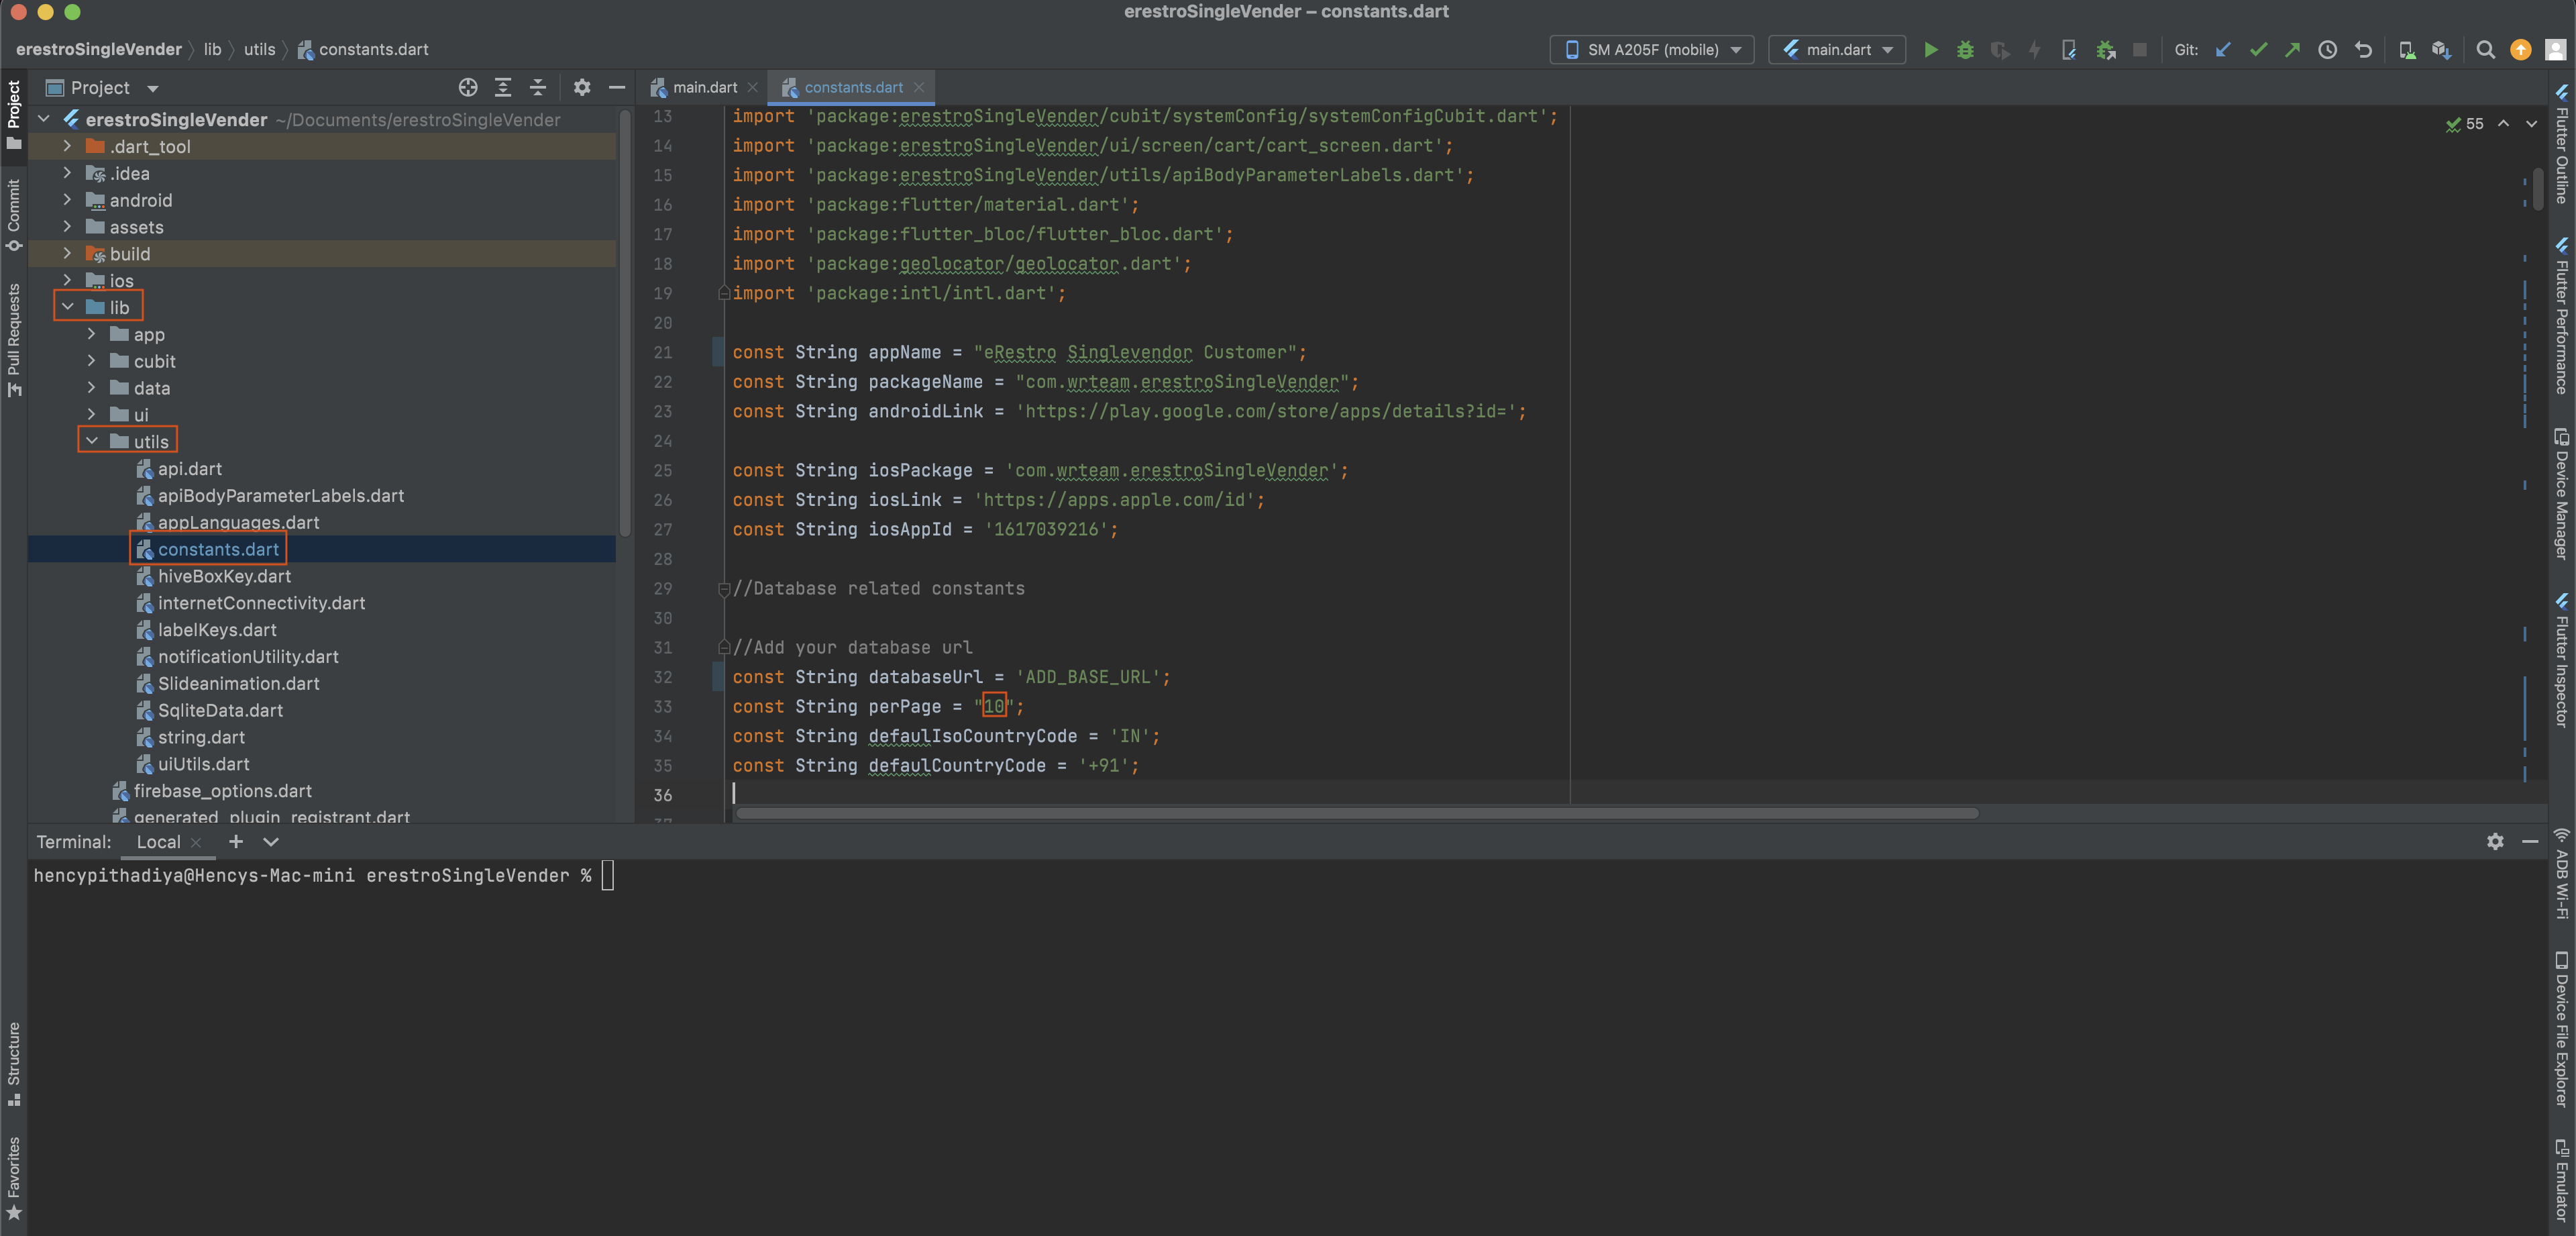 erestroSingleVender – constants.dart
erestroSingleVender lib utils constants.dart
SM A205F (mobile) main.dart Git:
Project
main.dart constants.dart
erestroSingleVender ~/Documents/erestroSingleVender
.dart_tool
.idea
android
assets
build
ios
lib
app
cubit
data
ui
utils
api.dart
apiBodyParameterLabels.dart
appLanguages.dart
constants.dart
hiveBoxKey.dart
internetConnectivity.dart
labelKeys.dart
notificationUtility.dart
Slideanimation.dart
SqliteData.dart
string.dart
uiUtils.dart
firebase_options.dart
generated_plugin_registrant.dart
55
13 import 'package:erestroSingleVender/cubit/systemConfig/systemConfigCubit.dart';
14 import 'package:erestroSingleVender/ui/screen/cart/cart_screen.dart';
15 import 'package:erestroSingleVender/utils/apiBodyParameterLabels.dart';
16 import 'package:flutter/material.dart';
17 import 'package:flutter_bloc/flutter_bloc.dart';
18 import 'package:geolocator/geolocator.dart';
19 import 'package:intl/intl.dart';
20
21 const String appName = "eRestro Singlevendor Customer";
22 const String packageName = "com.wrteam.erestroSingleVender";
23 const String androidLink = 'https://play.google.com/store/apps/details?id=';
24
25 const String iosPackage = 'com.wrteam.erestroSingleVender';
26 const String iosLink = 'https://apps.apple.com/id';
27 const String iosAppId = '1617039216';
28
29 //Database related constants
30
31 //Add your database url
32 const String databaseUrl = 'ADD_BASE_URL';
33 const String perPage = "10";
34 const String defaulIsoCountryCode = 'IN';
35 const String defaulCountryCode = '+91';
36
37
Terminal: Local
hencypithadiya@Hencys-Mac-mini erestroSingleVender %
Project
Commit
Pull Requests
Structure
Favorites
Flutter Outline
Flutter Performance
Device Manager
Flutter Inspector
ADB Wi-Fi
Device File Explorer
Emulator